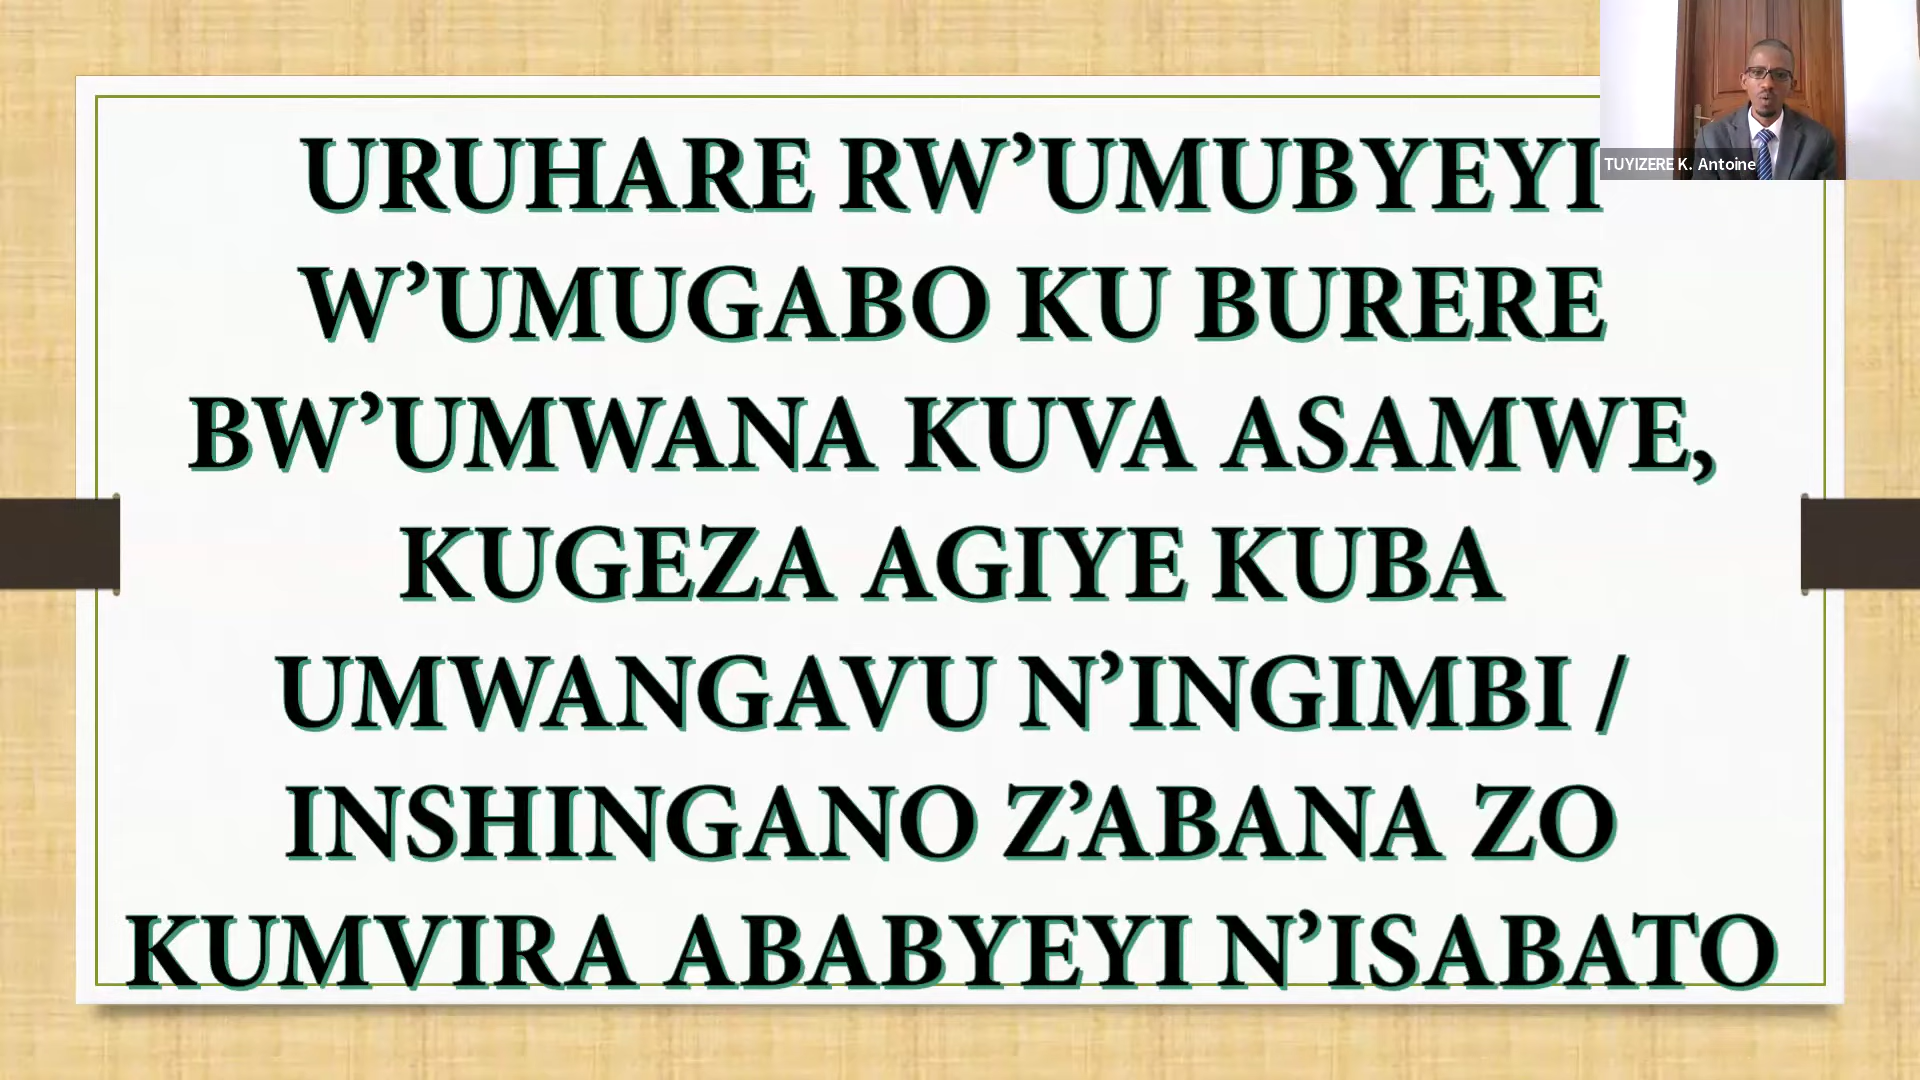 URUHARE RW’UMUBYEYI
W’UMUGABO KU BURERE
BW’UMWANA KUVA ASAMWE,
KUGEZA AGIYE KUBA
UMWANGAVU N’INGIMBI /
INSHINGANO Z’ABANA ZO
KUMVIRA ABABYEYI N’ISABATO
TUYIZERE K. Antoine